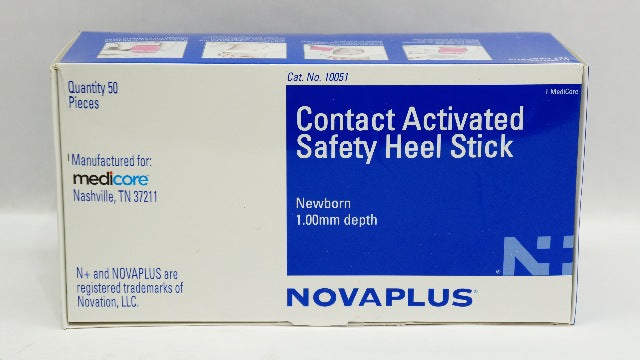 Cat. No. 10051
Quantity 50
Pieces
MediCore
Contact Activated
Safety Heel Stick
Manufactured for:
medicore
Nashville, TN 37211
Newborn
1.00mm depth
N+
N+ and NOVAPLUS are
registered trademarks of
Novation, LLC.
NOVAPLUS®